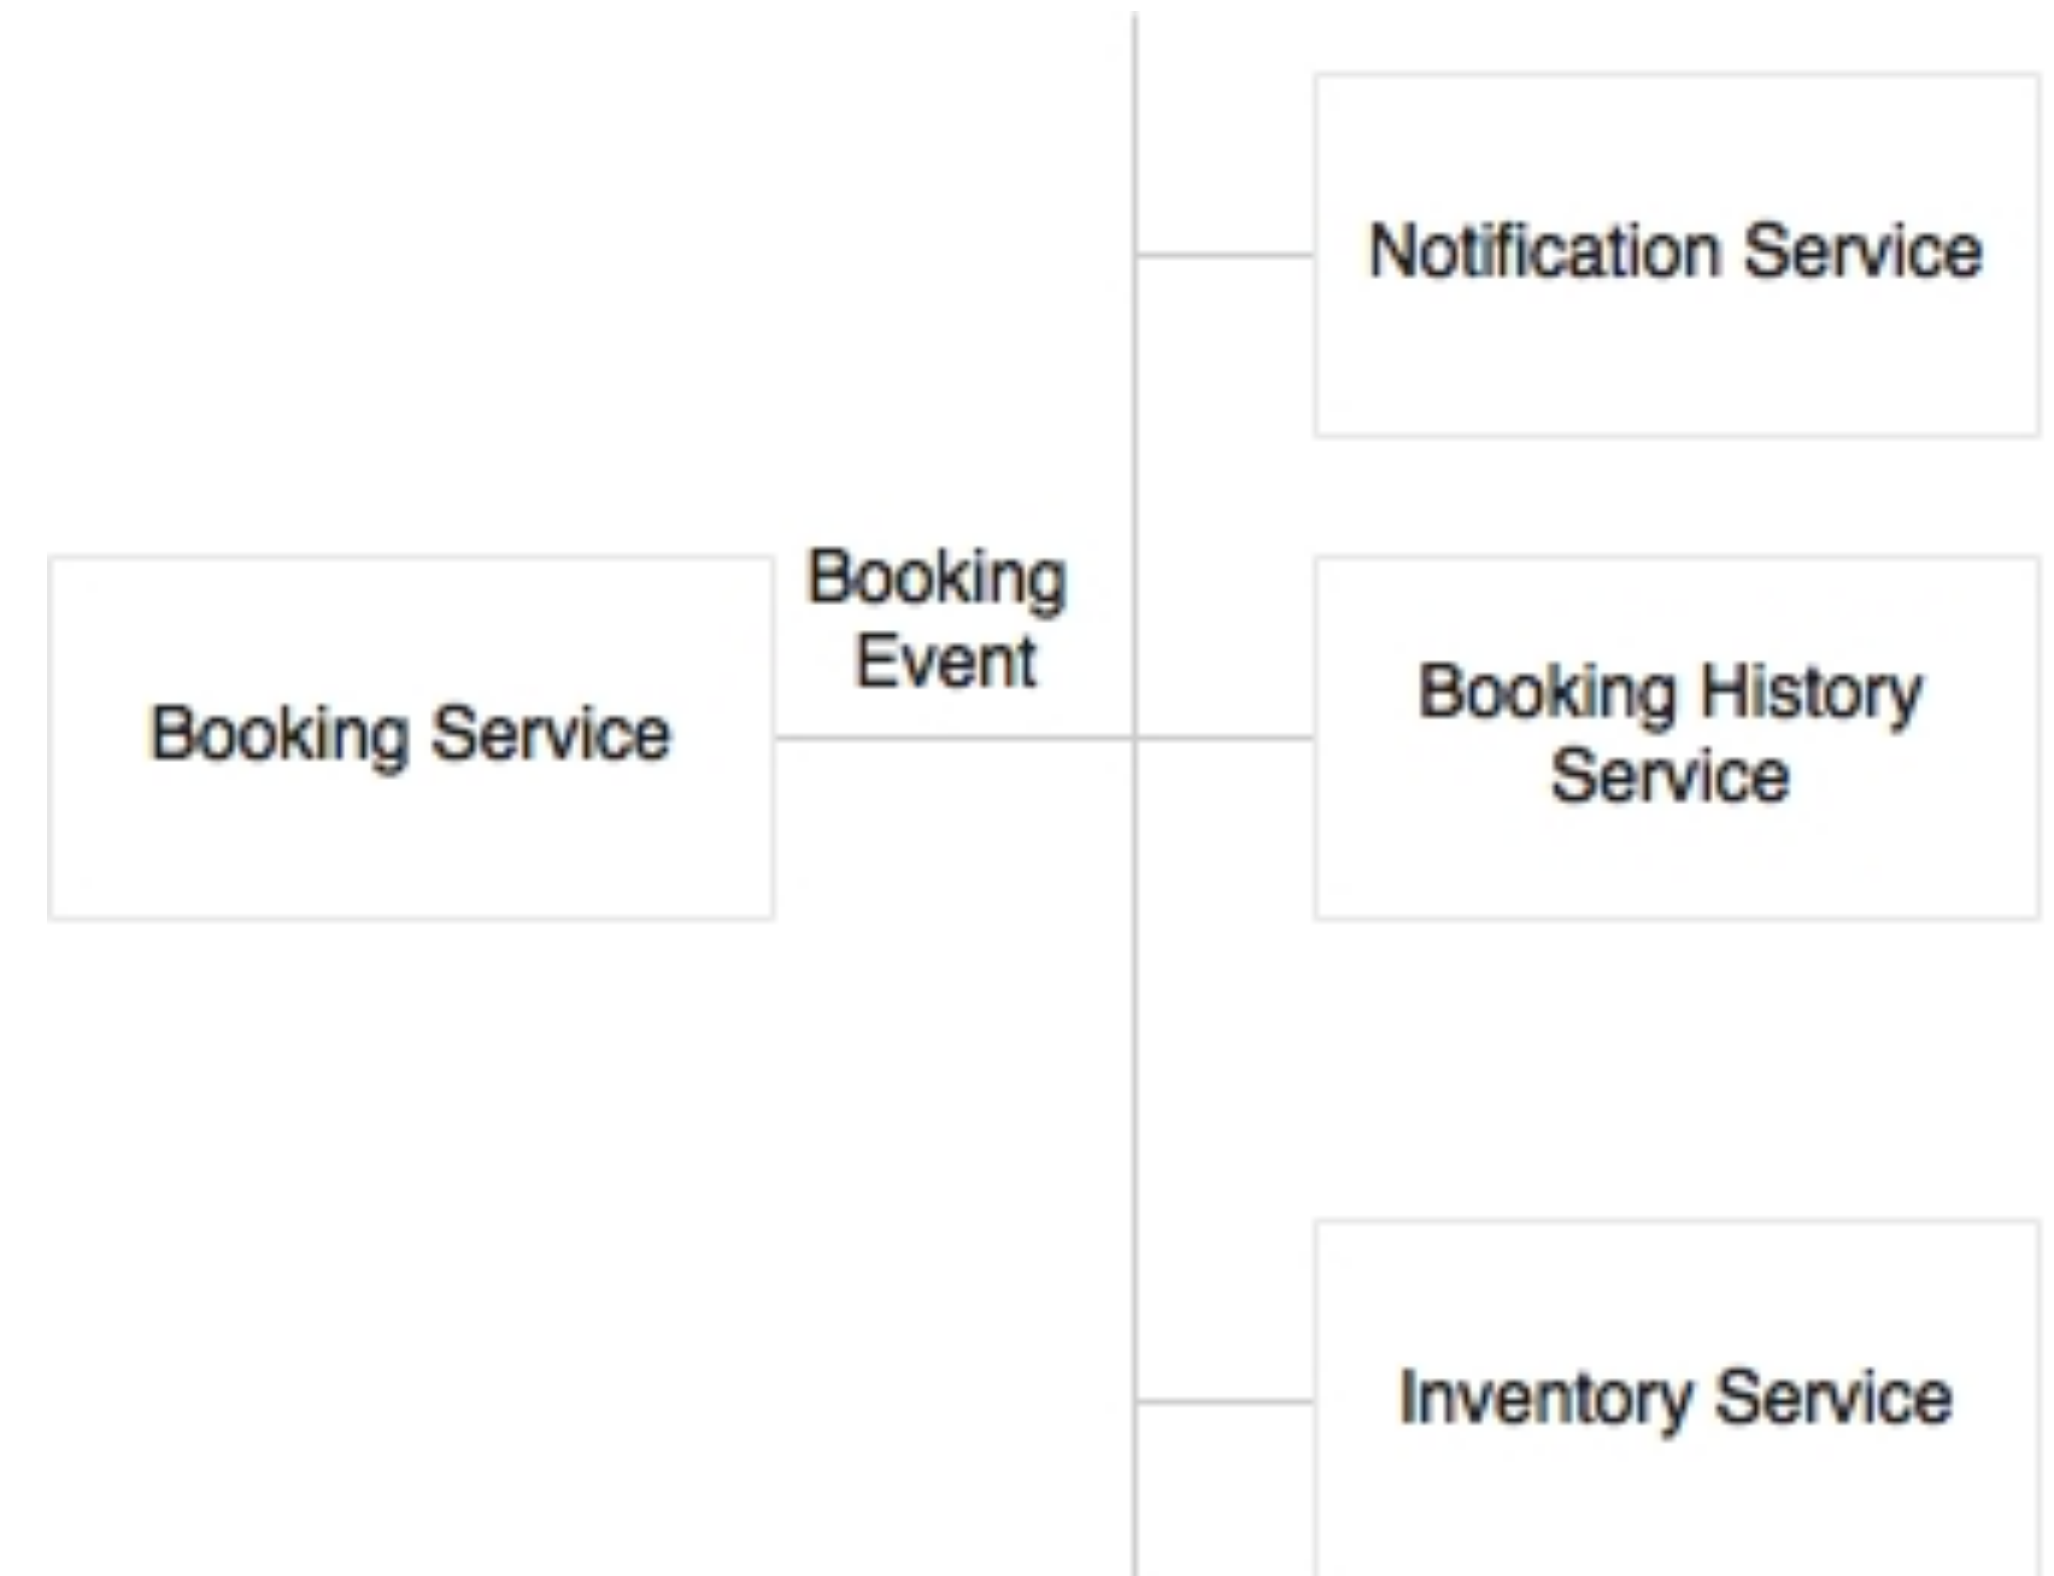 Notification Service
Booking
Event
Booking Service
Booking History
Service
Inventory Service